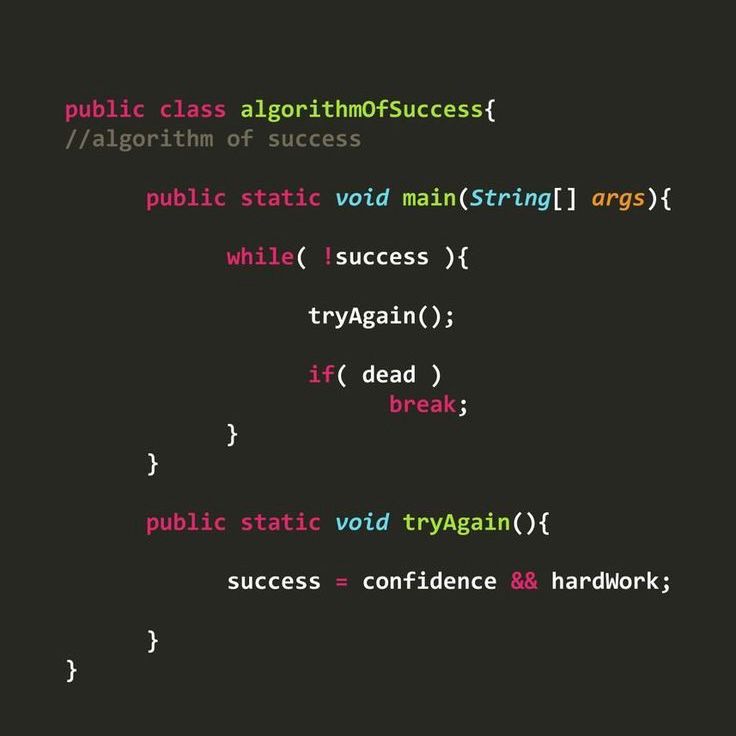 public class algorithmOfSuccess{
//algorithm of success
public static void main(String[] args){
while( !success ){
tryAgain();
if( dead )
break;
}
}
public static void tryAgain(){
success = confidence && hardWork;
}
}